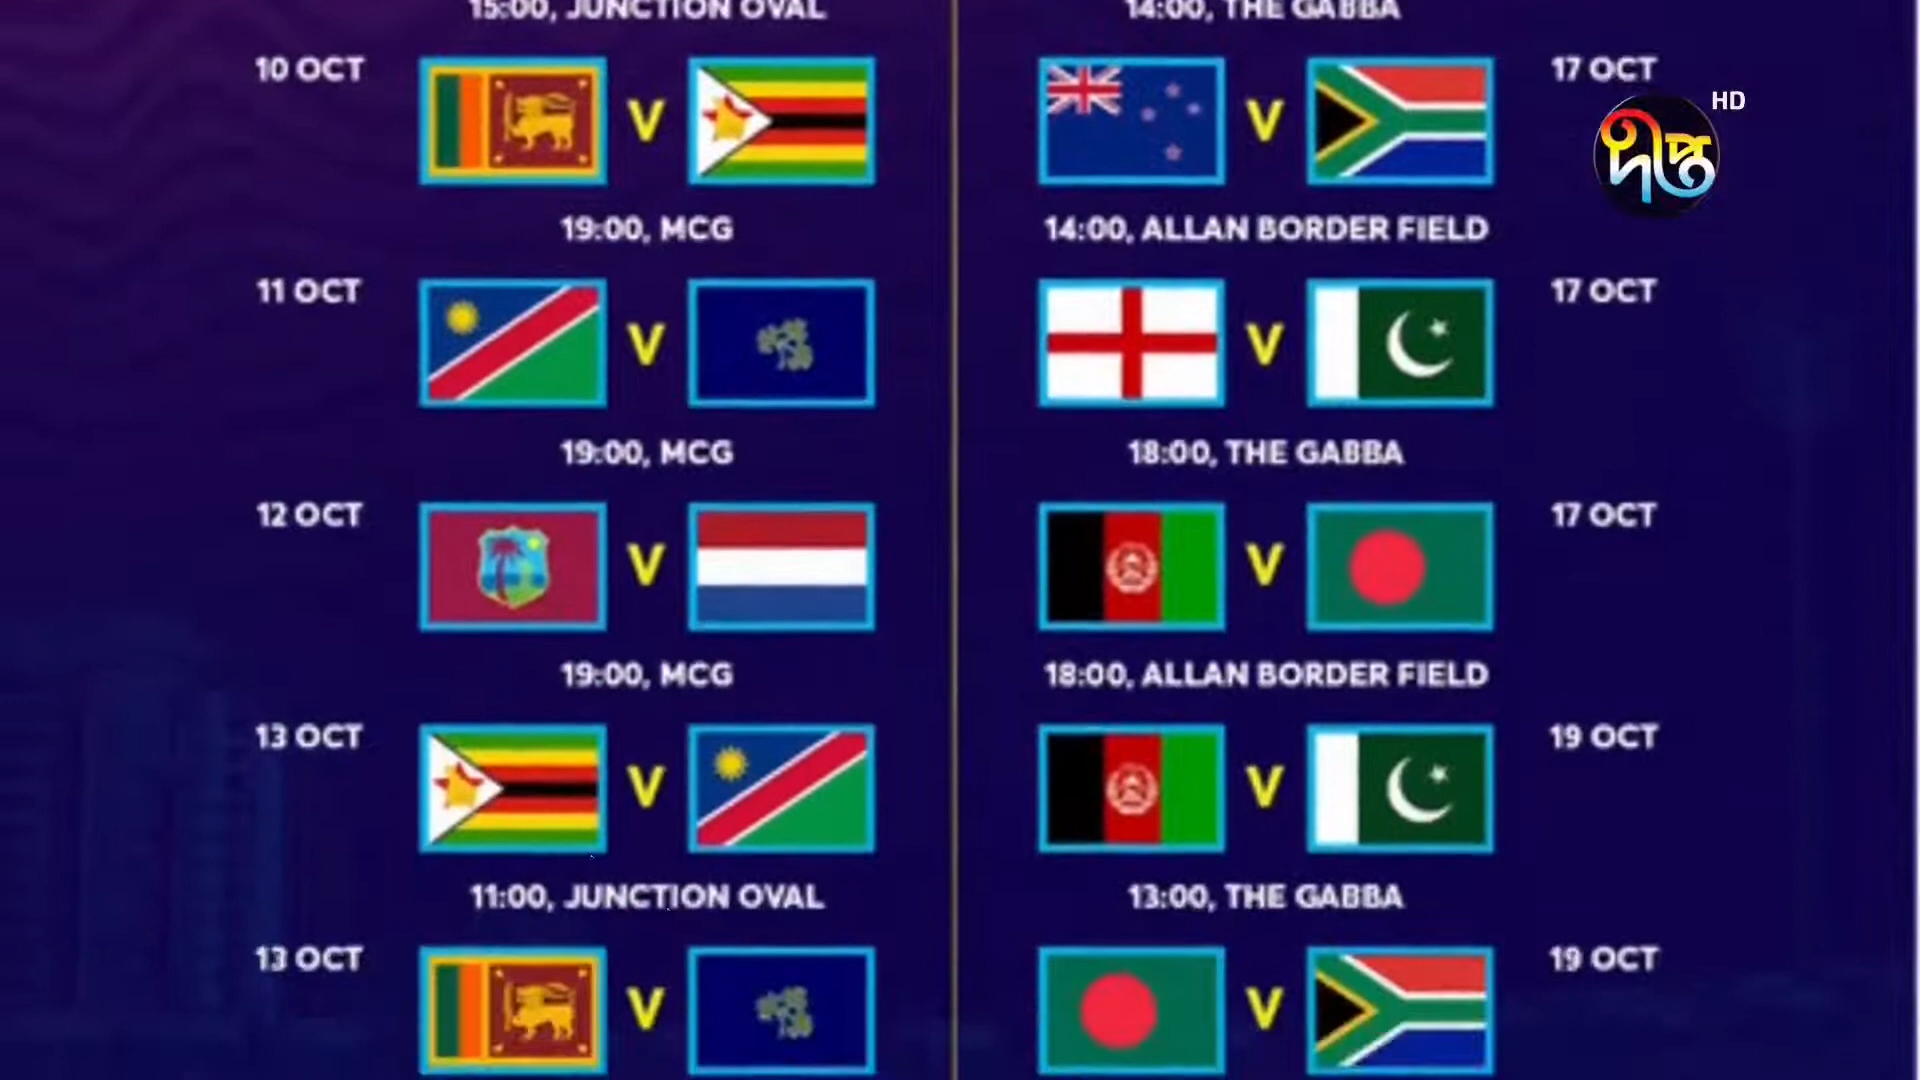 15:00, JUNCTION OVAL
10 OCT
V
19:00, MCG
11 OCT
V
19:00, MCG
12 OCT
V
19:00, MCG
13 OCT
V
11:00, JUNCTION OVAL
13 OCT
V
14:00, THE GABBA
17 OCT
V
14:00, ALLAN BORDER FIELD
17 OCT
V
18:00, THE GABBA
17 OCT
V
18:00, ALLAN BORDER FIELD
19 OCT
V
13:00, THE GABBA
19 OCT
V
HD
দীপ্ত